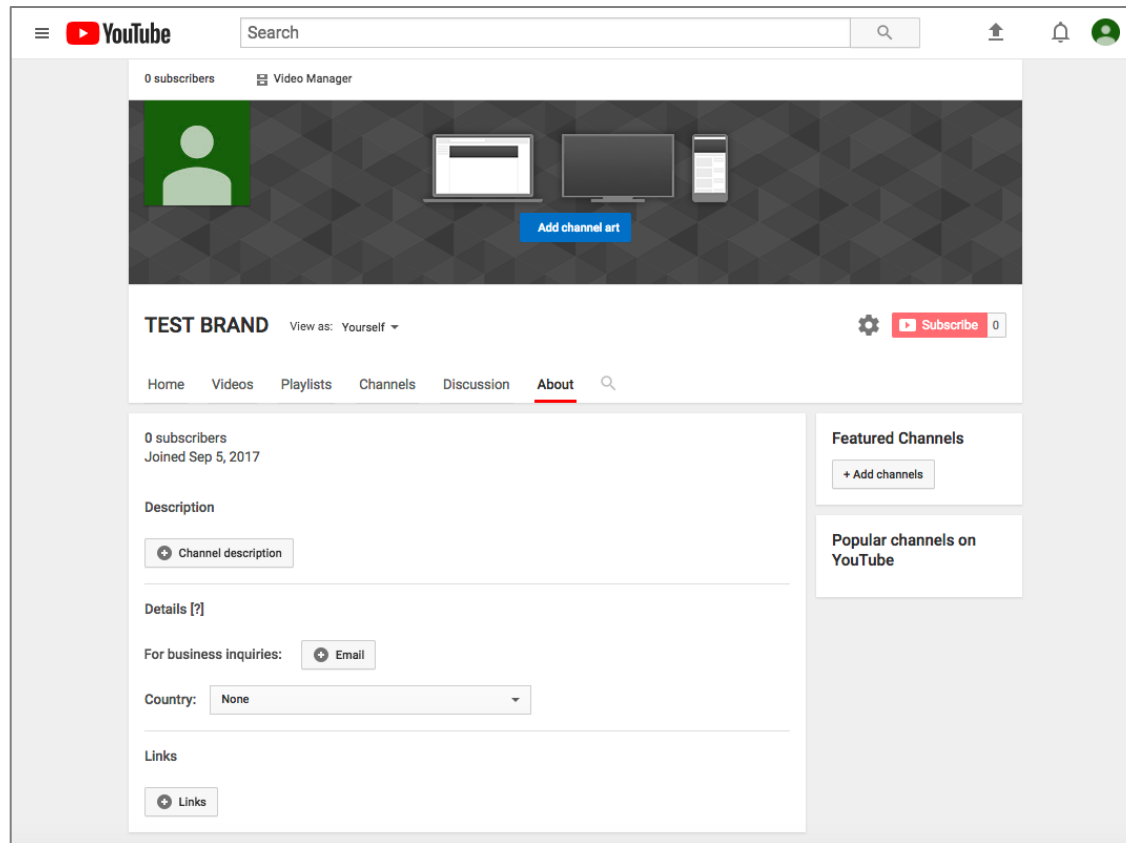 YouTube
Search
0 subscribers Video Manager
Add channel art
TEST BRAND View as: Yourself
Subscribe 0
Home Videos Playlists Channels Discussion About
0 subscribers
Joined Sep 5, 2017
Description
Channel description
Details [?]
For business inquiries: Email
Country: None
Links
Links
Featured Channels
+ Add channels
Popular channels on
YouTube